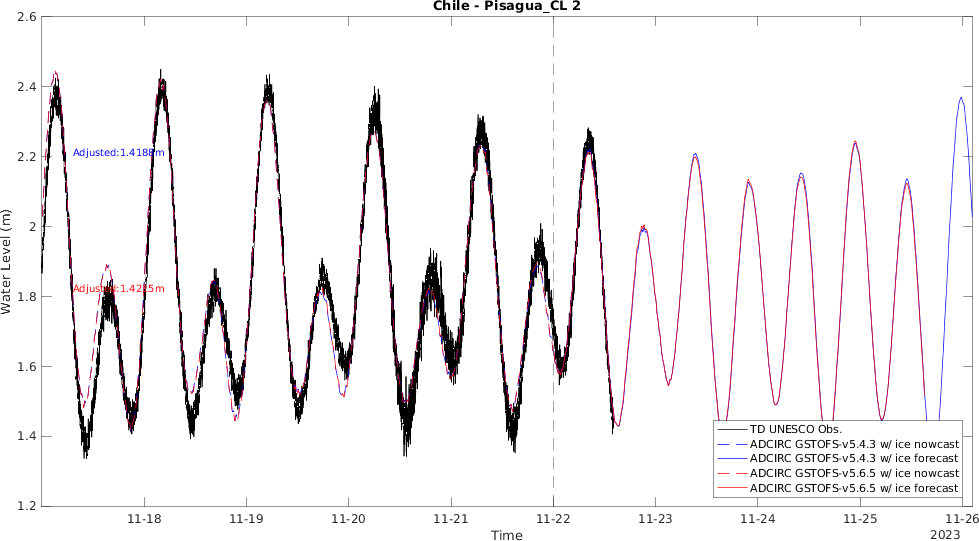 Chile - Pisagua_CL 2
2.6
2.4
2.2
2
1.8
1.6
1.4
1.2
Water Level (m)
Adjusted:1.4188m
Adjusted:1.4215m
TD UNESCO Obs.
ADCIRC GSTOFS-v5.4.3 w/ ice nowcast
ADCIRC GSTOFS-v5.4.3 w/ ice forecast
ADCIRC GSTOFS-v5.6.5 w/ ice nowcast
ADCIRC GSTOFS-v5.6.5 w/ ice forecast
11-18
11-19
11-20
11-21
11-22
11-23
11-24
11-25
11-26
Time
2023